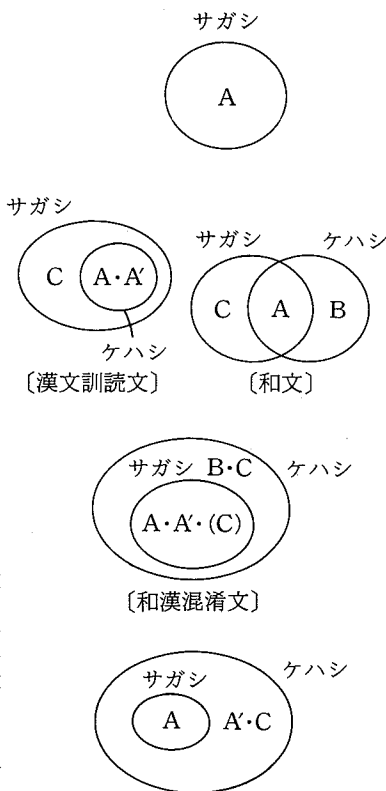 サガシ
A
サガシ
C A・A′
ケハシ
〔漢文訓読文〕
サガシ ケハシ
C A B
〔和文〕
サガシ B・C ケハシ
A・A′・(C)
〔和漢混淆文〕
ケハシ
サガシ
A A′・C